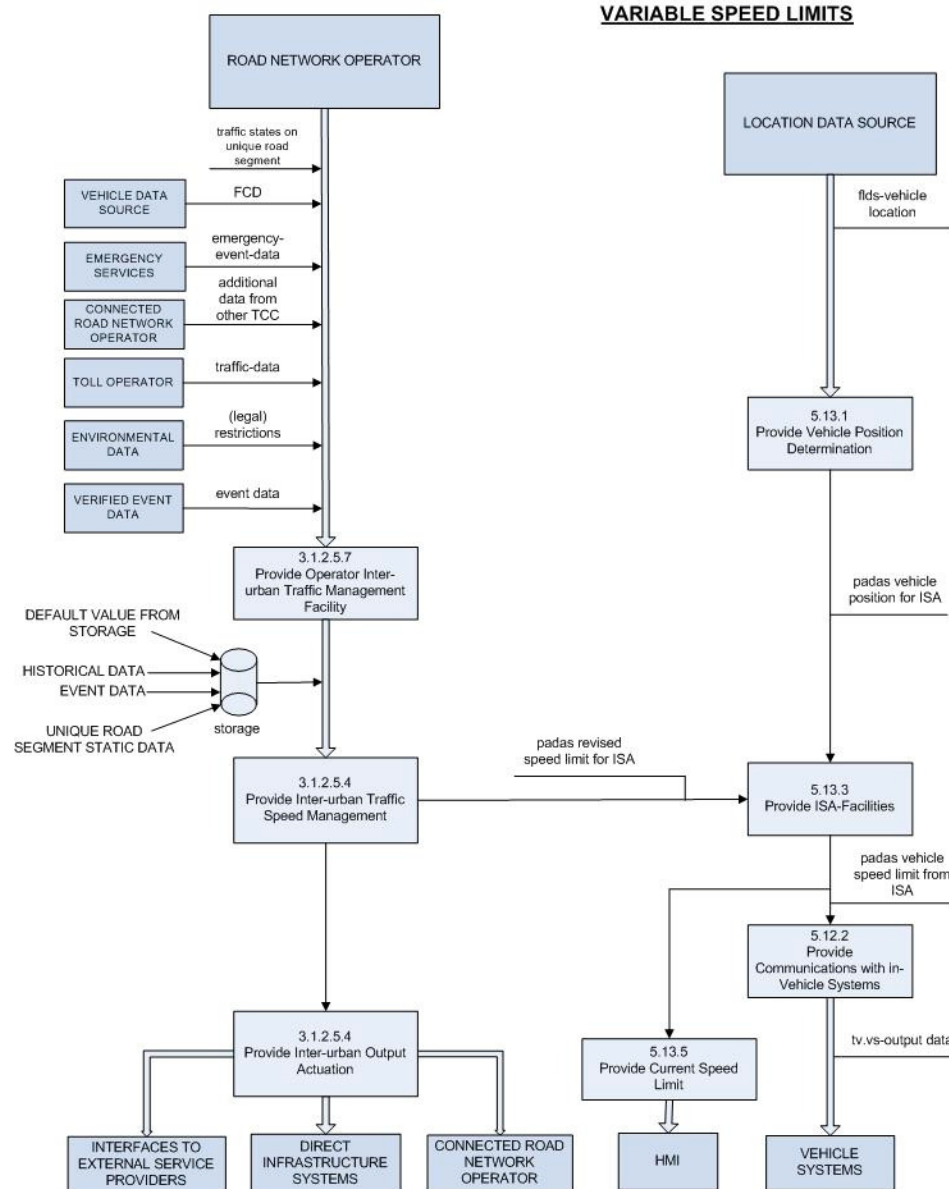 VARIABLE SPEED LIMITS
ROAD NETWORK OPERATOR
LOCATION DATA SOURCE
traffic states on
unique road
segment
VEHICLE DATA
SOURCE
FCD
flds-vehicle
location
EMERGENCY
SERVICES
emergency-
event-data
CONNECTED
ROAD NETWORK
OPERATOR
additional
data from
other TCC
TOLL OPERATOR
traffic-data
ENVIRONMENTAL
DATA
(legal)
restrictions
VERIFIED EVENT
DATA
event data
5.13.1
Provide Vehicle Position
Determination
3.1.2.5.7
Provide Operator Inter-
urban Traffic Management
Facility
padas vehicle
position for ISA
DEFAULT VALUE FROM
STORAGE
HISTORICAL DATA
EVENT DATA
UNIQUE ROAD
SEGMENT STATIC DATA
storage
padas revised
speed limit for ISA
3.1.2.5.4
Provide Inter-urban Traffic
Speed Management
5.13.3
Provide ISA-Facilities
padas vehicle
speed limit from
ISA
5.12.2
Provide
Communications with in-
Vehicle Systems
3.1.2.5.4
Provide Inter-urban Output
Actuation
5.13.5
Provide Current Speed
Limit
tv.vs-output data
INTERFACES TO
EXTERNAL SERVICE
PROVIDERS
DIRECT
INFRASTRUCTURE
SYSTEMS
CONNECTED ROAD
NETWORK
OPERATOR
HMI
VEHICLE
SYSTEMS